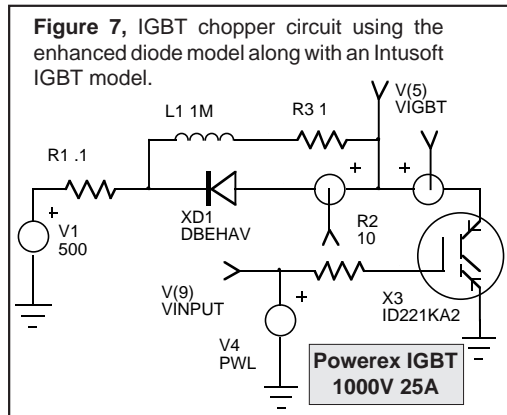 Figure 7, IGBT chopper circuit using the
enhanced diode model along with an Intusoft
IGBT model.
V(5)
VIGBT
L1 1M
R3 1
R1 .1
+
+
+
V1
500
XD1
DBEHAV
R2
10
V(9)
VINPUT
+
X3
ID221KA2
V4
PWL
Powerex IGBT
1000V 25A